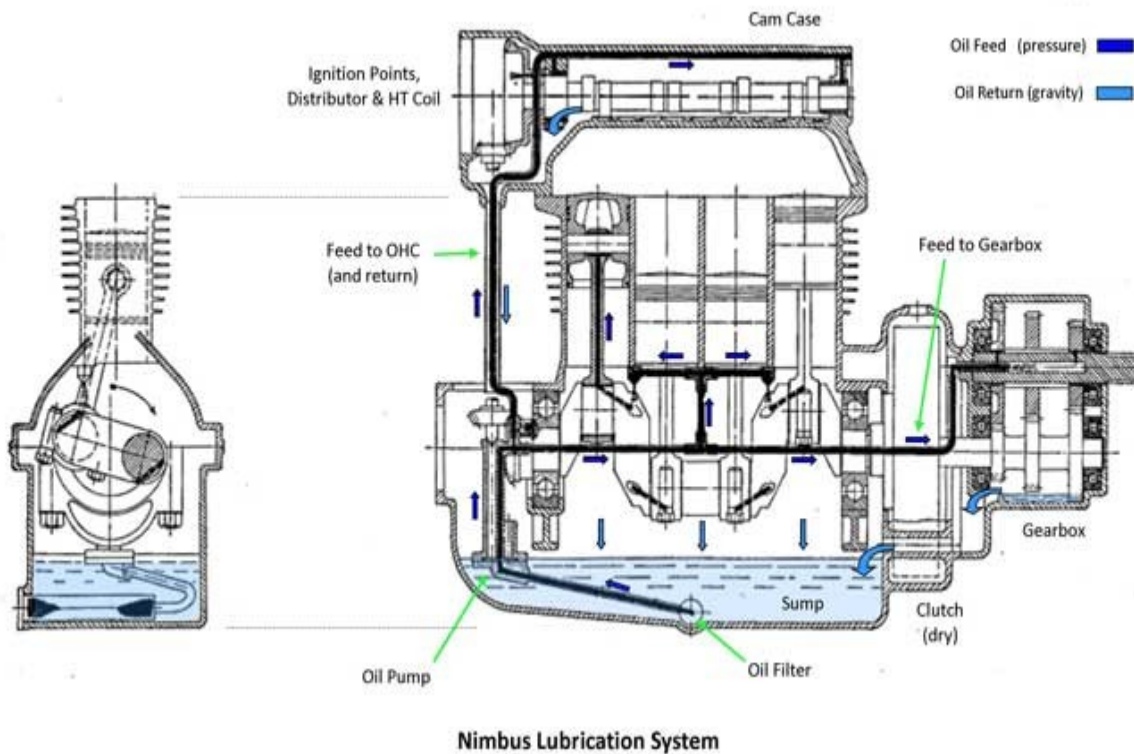 Cam Case
Oil Feed (pressure)
Ignition Points,
Distributor & HT Coil
Oil Return (gravity)
Feed to OHC
(and return)
Feed to Gearbox
Gearbox
Sump
Clutch
(dry)
Oil Pump
Oil Filter
Nimbus Lubrication System